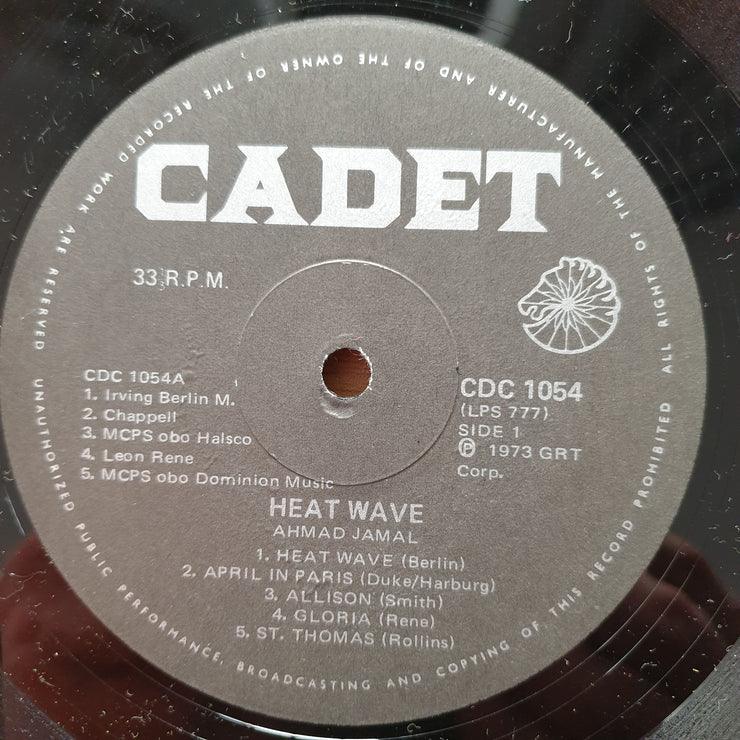 CADET
33⅓ R.P.M.
CDC 1054A
1. Irving Berlin M.
2. Chappell
3. MCPS obo Halsco
4. Leon Rene
5. MCPS obo Dominion Music
CDC 1054
(LPS 777)
SIDE 1
Ⓟ 1973 GRT
Corp.
HEAT WAVE
AHMAD JAMAL
1. HEAT WAVE (Berlin)
2. APRIL IN PARIS (Duke/Harburg)
3. ALLISON (Smith)
4. GLORIA (Rene)
5. ST. THOMAS (Rollins)
ALL RIGHTS OF THE MANUFACTURER AND OF THE OWNER OF THE RECORDED WORK ARE RESERVED
UNAUTHORIZED PUBLIC PERFORMANCE, BROADCASTING AND COPYING OF THIS RECORD PROHIBITED